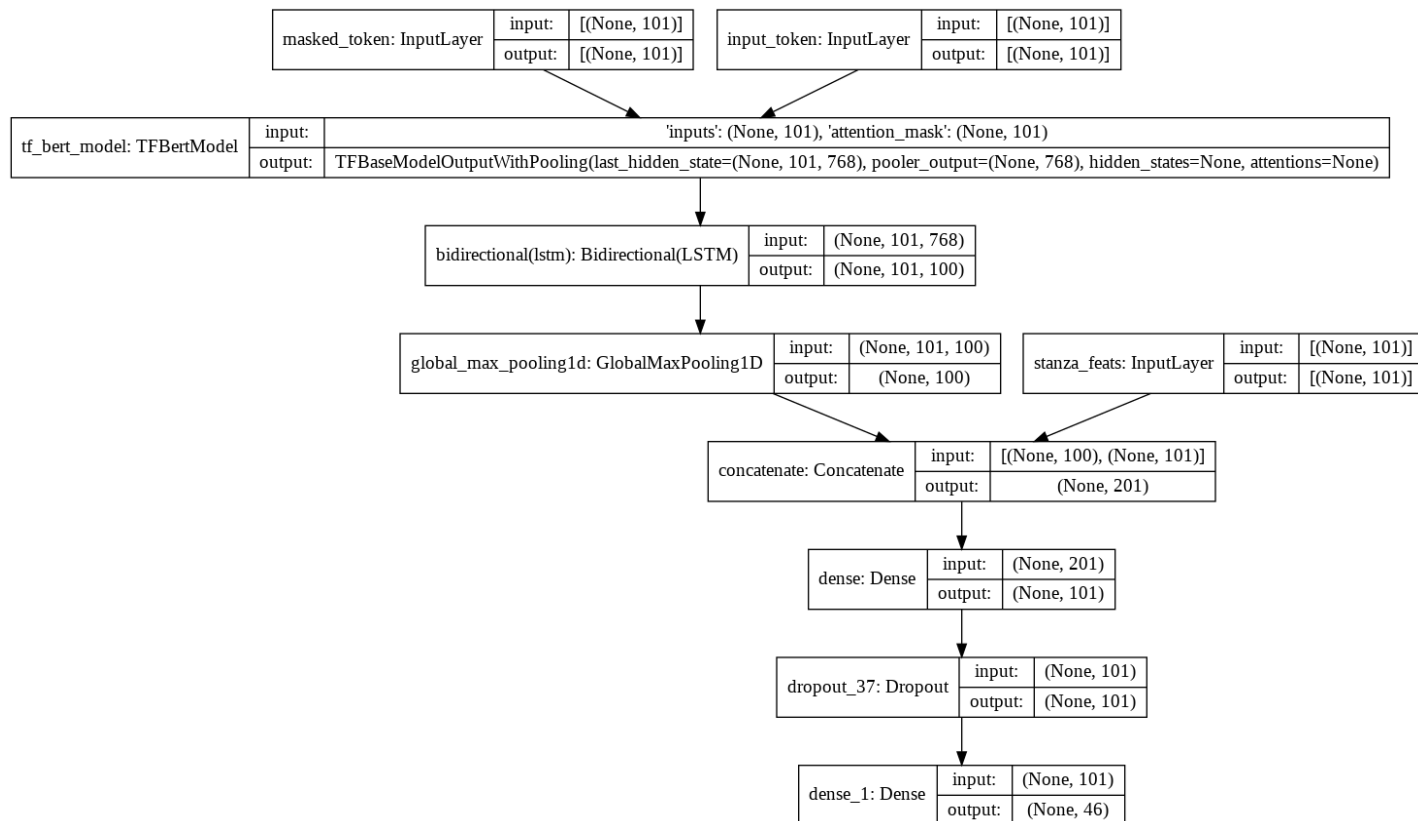 masked_token: InputLayer input: [(None, 101)]
output: [(None, 101)]
input_token: InputLayer input: [(None, 101)]
output: [(None, 101)]
tf_bert_model: TFBertModel input: 'inputs': (None, 101), 'attention_mask': (None, 101)
output: TFBaseModelOutputWithPooling(last_hidden_state=(None, 101, 768), pooler_output=(None, 768), hidden_states=None, attentions=None)
bidirectional(lstm): Bidirectional(LSTM) input: (None, 101, 768)
output: (None, 101, 100)
global_max_pooling1d: GlobalMaxPooling1D input: (None, 101, 100)
output: (None, 100)
stanza_feats: InputLayer input: [(None, 101)]
output: [(None, 101)]
concatenate: Concatenate input: [(None, 100), (None, 101)]
output: (None, 201)
dense: Dense input: (None, 201)
output: (None, 101)
dropout_37: Dropout input: (None, 101)
output: (None, 101)
dense_1: Dense input: (None, 101)
output: (None, 46)